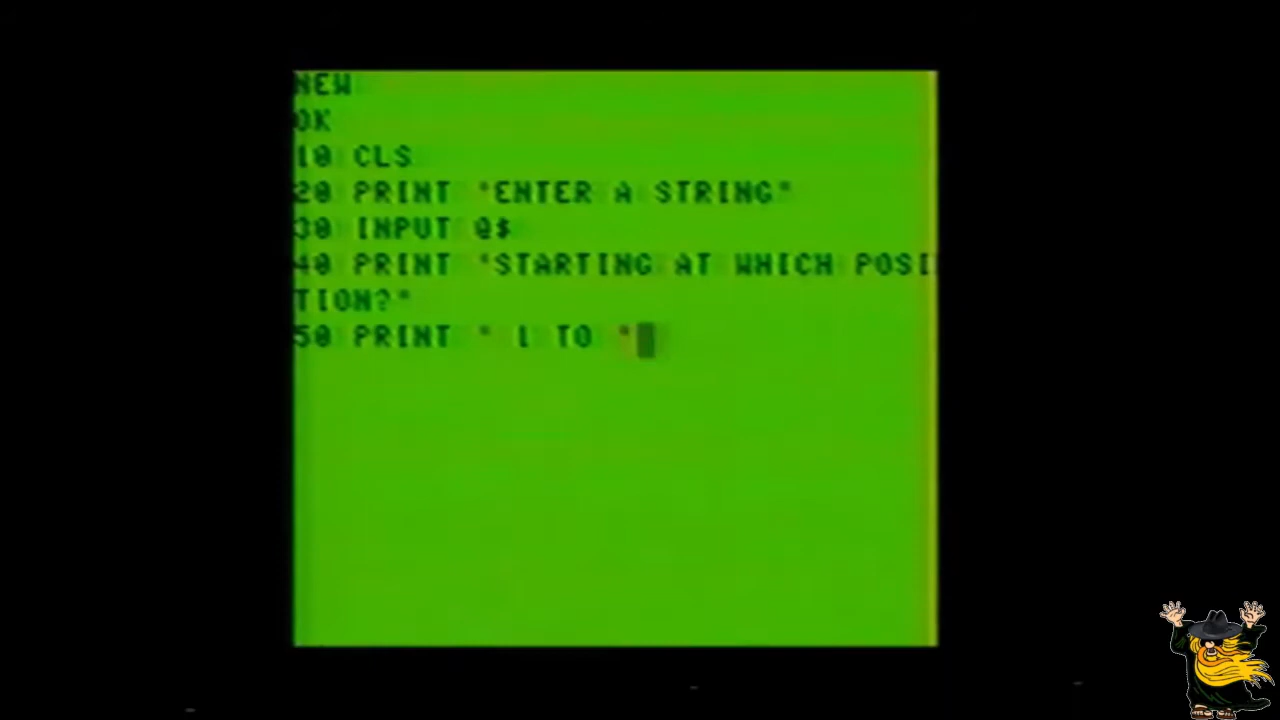 NEW
OK
10 CLS
20 PRINT "ENTER A STRING"
30 INPUT Q$
40 PRINT "STARTING AT WHICH POSI
TION?"
50 PRINT " 1 TO "